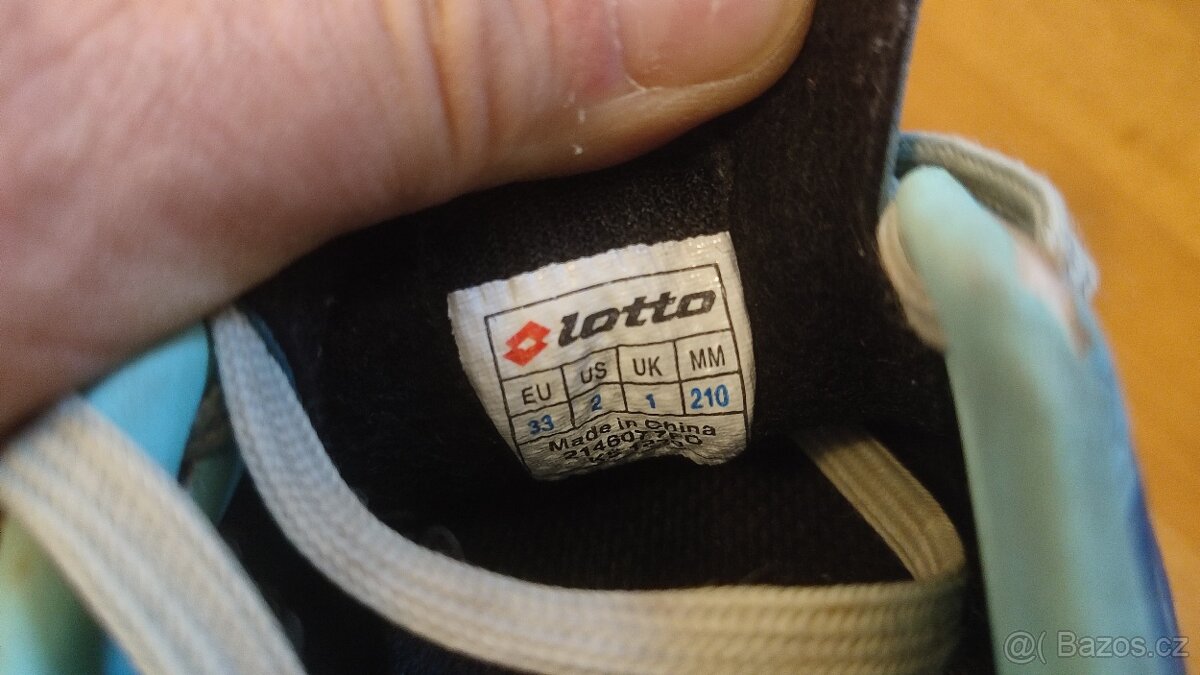 lotto
EU US UK MM
33 2 1 210
Made in China
@( Bazos.cz